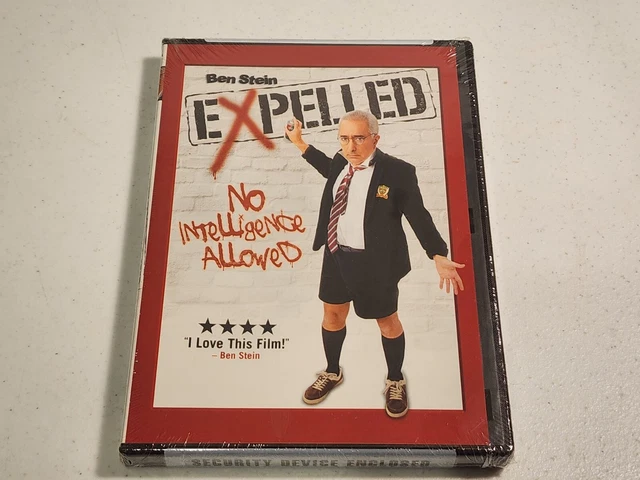 Ben Stein
EXPELLED
No
INTELLIGENCE
ALLOWED
★★★★
"I Love This Film!"
– Ben Stein
SECURITY DEVICE ENCLOSED